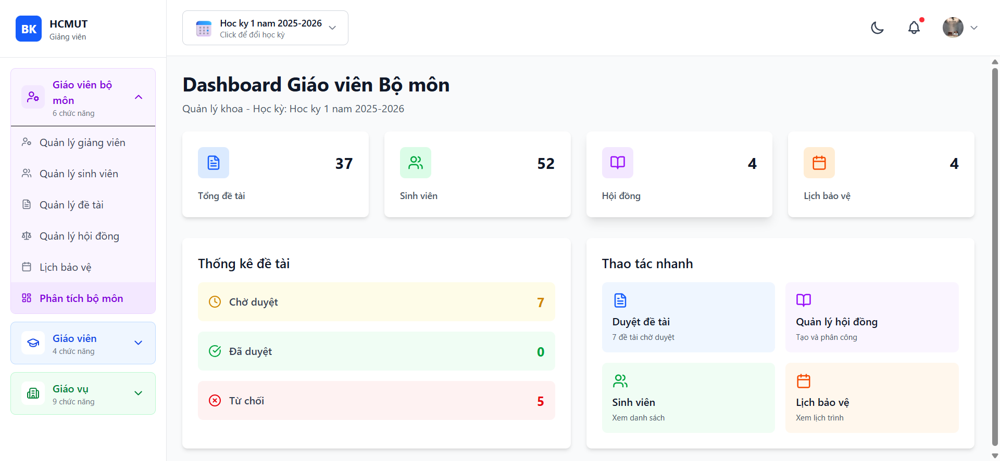 BK
HCMUT
Giảng viên
Giáo viên bộ
môn
6 chức năng
Quản lý giảng viên
Quản lý sinh viên
Quản lý đề tài
Quản lý hội đồng
Lịch bảo vệ
Phân tích bộ môn
Giáo viên
4 chức năng
Giáo vụ
9 chức năng
Hoc ky 1 nam 2025-2026
Click để đổi học kỳ
Dashboard Giáo viên Bộ môn
Quản lý khoa - Học kỳ: Hoc ky 1 nam 2025-2026
37
Tổng đề tài
52
Sinh viên
4
Hội đồng
4
Lịch bảo vệ
Thống kê đề tài
Chờ duyệt 7
Đã duyệt 0
Từ chối 5
Thao tác nhanh
Duyệt đề tài
7 đề tài chờ duyệt
Quản lý hội đồng
Tạo và phân công
Sinh viên
Xem danh sách
Lịch bảo vệ
Xem lịch trình